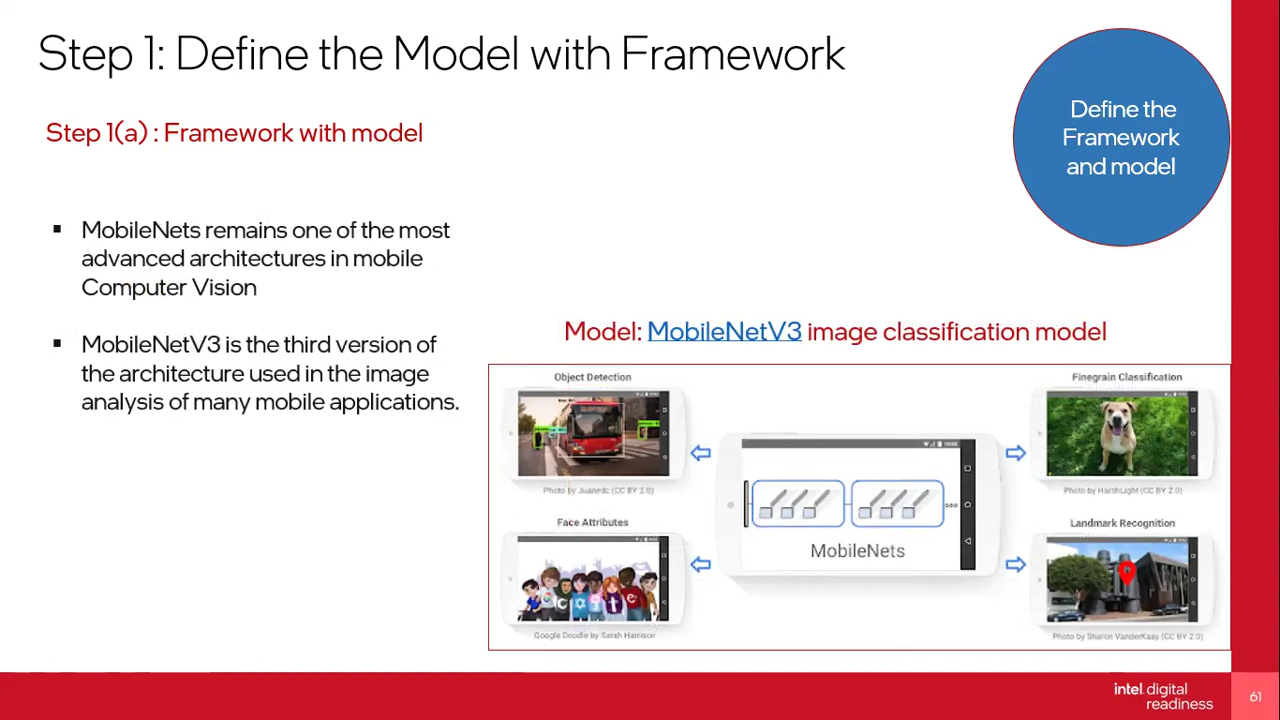 Step 1: Define the Model with Framework
Define the
Framework
and model
Step 1(a) : Framework with model
▪ MobileNets remains one of the most
advanced architectures in mobile
Computer Vision
▪ MobileNetV3 is the third version of
the architecture used in the image
analysis of many mobile applications.
Model: MobileNetV3 image classification model
Object Detection
Photo by Juanedc (CC BY 2.0)
Face Attributes
Google Doodle by Sarah Harrison
MobileNets
Finegrain Classification
Photo by HarshLight (CC BY 2.0)
Landmark Recognition
Photo by Sharon VanderKaay (CC BY 2.0)
intel. digital
readiness
61